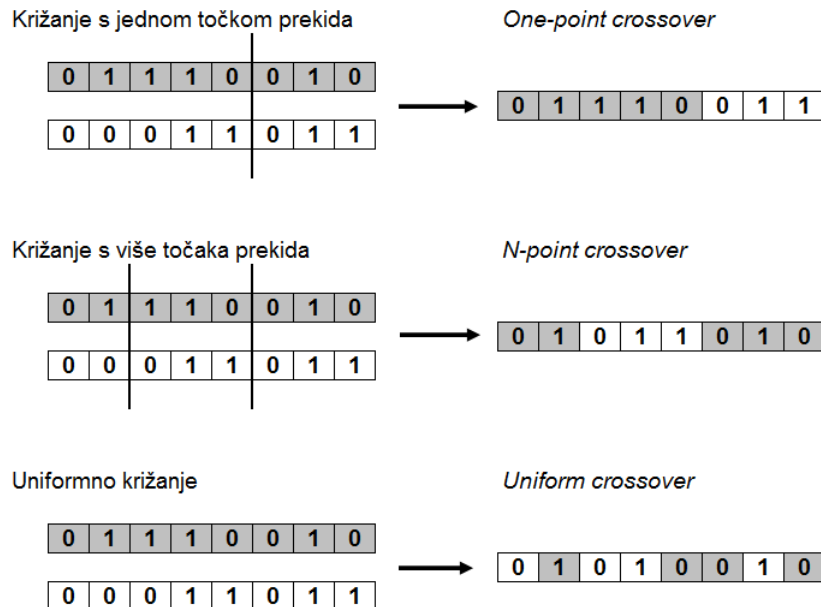 Križanje s jednom točkom prekida
One-point crossover
0 1 1 1 0 0 1 0
0 1 1 1 0 0 1 1
0 0 0 1 1 0 1 1
Križanje s više točaka prekida
N-point crossover
0 1 1 1 0 0 1 0
0 1 0 1 1 0 1 0
0 0 0 1 1 0 1 1
Uniformno križanje
Uniform crossover
0 1 1 1 0 0 1 0
0 1 0 1 0 0 1 0
0 0 0 1 1 0 1 1